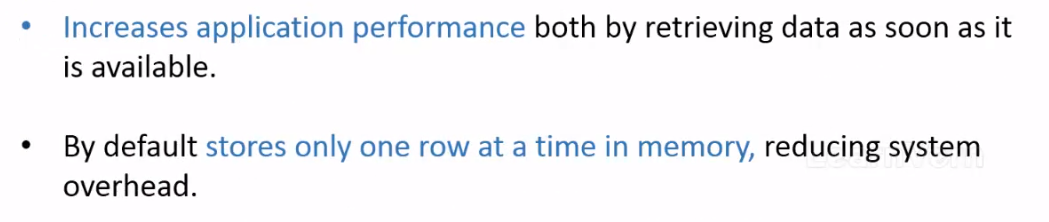 • Increases application performance both by retrieving data as soon as it
is available.
• By default stores only one row at a time in memory, reducing system
overhead.